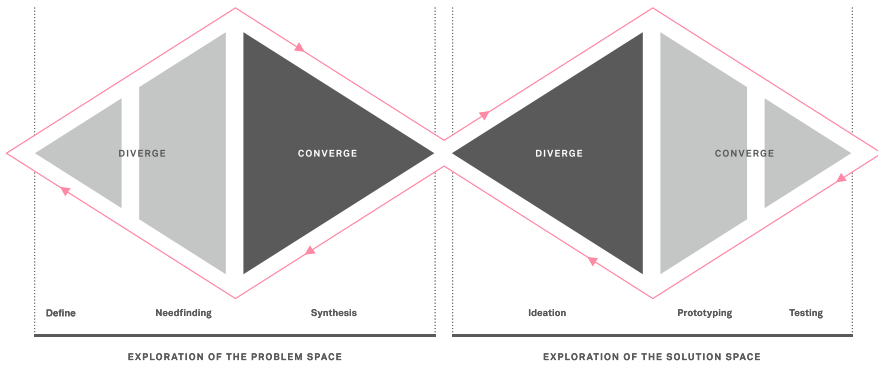 DIVERGE
CONVERGE
DIVERGE
CONVERGE
Define
Needfinding
Synthesis
Ideation
Prototyping
Testing
EXPLORATION OF THE PROBLEM SPACE
EXPLORATION OF THE SOLUTION SPACE